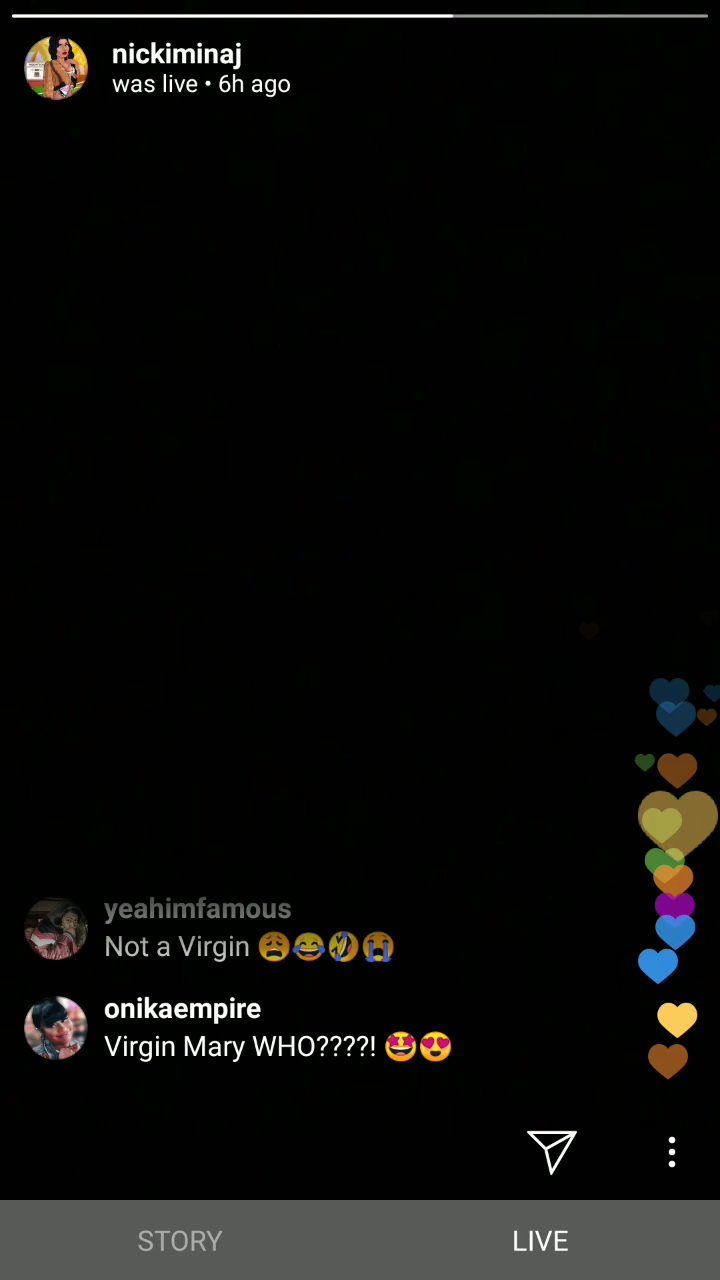 nickiminaj
was live • 6h ago
yeahimfamous
Not a Virgin 😩😂🤣😭
onikaempire
Virgin Mary WHO????! 🤩😍
STORY
LIVE